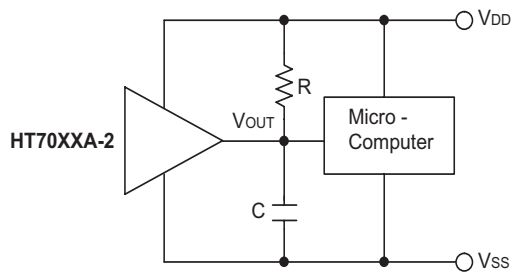 VDD
R
VOUT
Micro -
Computer
HT70XXA-2
C
VSS